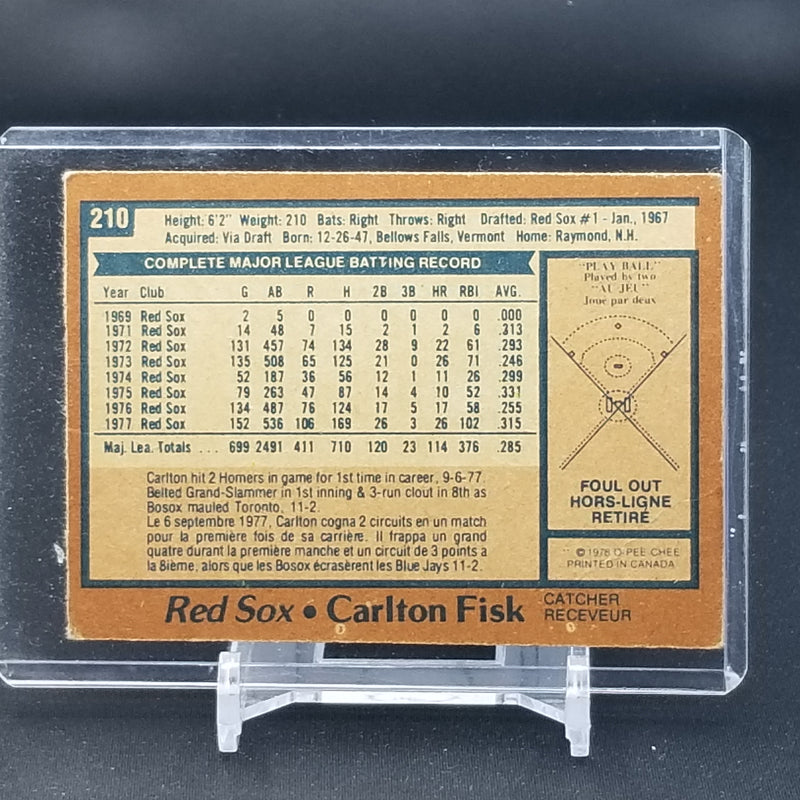 210
Height: 6'2" Weight: 210 Bats: Right Throws: Right Drafted: Red Sox #1 - Jan., 1967
Acquired: Via Draft Born: 12-26-47, Bellows Falls, Vermont Home: Raymond, N.H.
COMPLETE MAJOR LEAGUE BATTING RECORD
Year Club G AB R H 2B 3B HR RBI AVG.
1969 Red Sox 2 5 0 0 0 0 0 0 .000
1971 Red Sox 14 48 7 15 2 1 2 6 .313
1972 Red Sox 131 457 74 134 28 9 22 61 .293
1973 Red Sox 135 508 65 125 21 0 26 71 .246
1974 Red Sox 52 187 36 56 12 1 11 26 .299
1975 Red Sox 79 263 47 87 14 4 10 52 .331
1976 Red Sox 134 487 76 124 17 5 17 58 .255
1977 Red Sox 152 536 106 169 26 3 26 102 .315
Maj. Lea. Totals ... 699 2491 411 710 120 23 114 376 .285
Carlton hit 2 Homers in game for 1st time in career, 9-6-77.
Belted Grand-Slammer in 1st inning & 3-run clout in 8th as
Bosox mauled Toronto, 11-2.
Le 6 septembre 1977, Carlton cogna 2 circuits en un match
pour la première fois de sa carrière. Il frappa un grand
quatre durant la première manche et un circuit de 3 points a
la 8ième, alors que les Bosox écrasèrent les Blue Jays 11-2.
"PLAY BALL"
Played by two
"AU JEU"
Joué par deux
FOUL OUT
HORS-LIGNE
RETIRÉ
© 1978 O-PEE-CHEE
PRINTED IN CANADA
Red Sox • Carlton Fisk
CATCHER
RECEVEUR